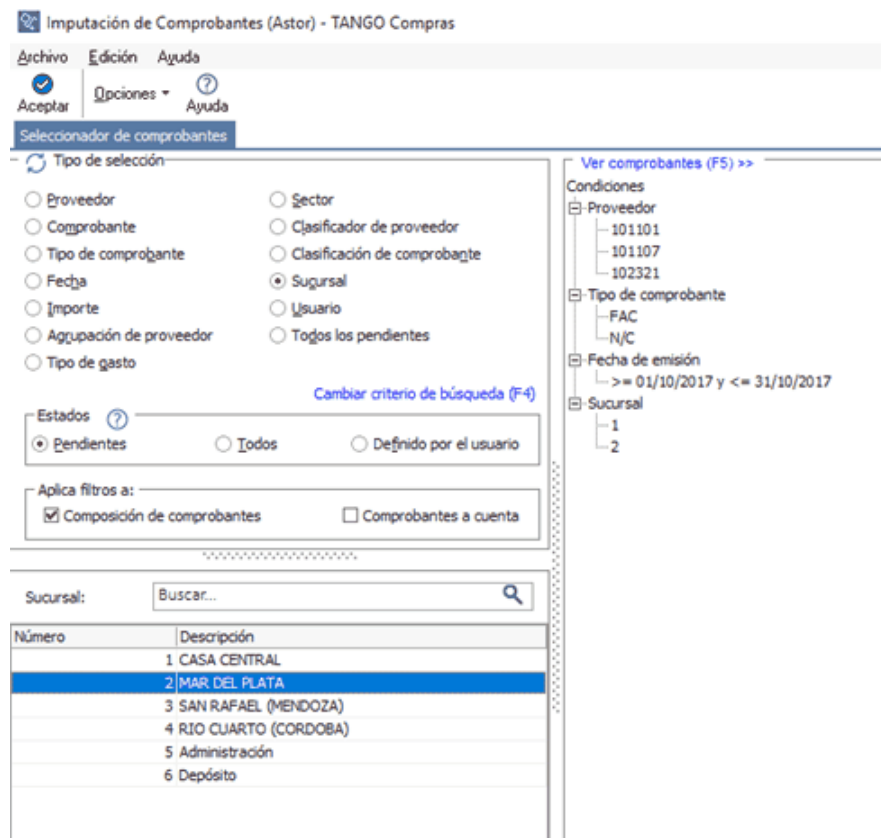 Imputación de Comprobantes (Astor) - TANGO Compras
Archivo Edición Ayuda
Aceptar Opciones Ayuda
Seleccionador de comprobantes
Tipo de selección
Proveedor Sector
Comprobante Clasificador de proveedor
Tipo de comprobante Clasificación de comprobante
Fecha Sucursal
Importe Usuario
Agrupación de proveedor Todos los pendientes
Tipo de gasto
Cambiar criterio de búsqueda (F4)
Estados ?
Pendientes Todos Definido por el usuario
Aplica filtros a:
Composición de comprobantes Comprobantes a cuenta
Sucursal: Buscar...
Número Descripción
1 CASA CENTRAL
2 MAR DEL PLATA
3 SAN RAFAEL (MENDOZA)
4 RIO CUARTO (CORDOBA)
5 Administración
6 Depósito
Ver comprobantes (F5) >>
Condiciones
Proveedor
101101
101107
102321
Tipo de comprobante
FAC
N/C
Fecha de emisión
>= 01/10/2017 y <= 31/10/2017
Sucursal
1
2